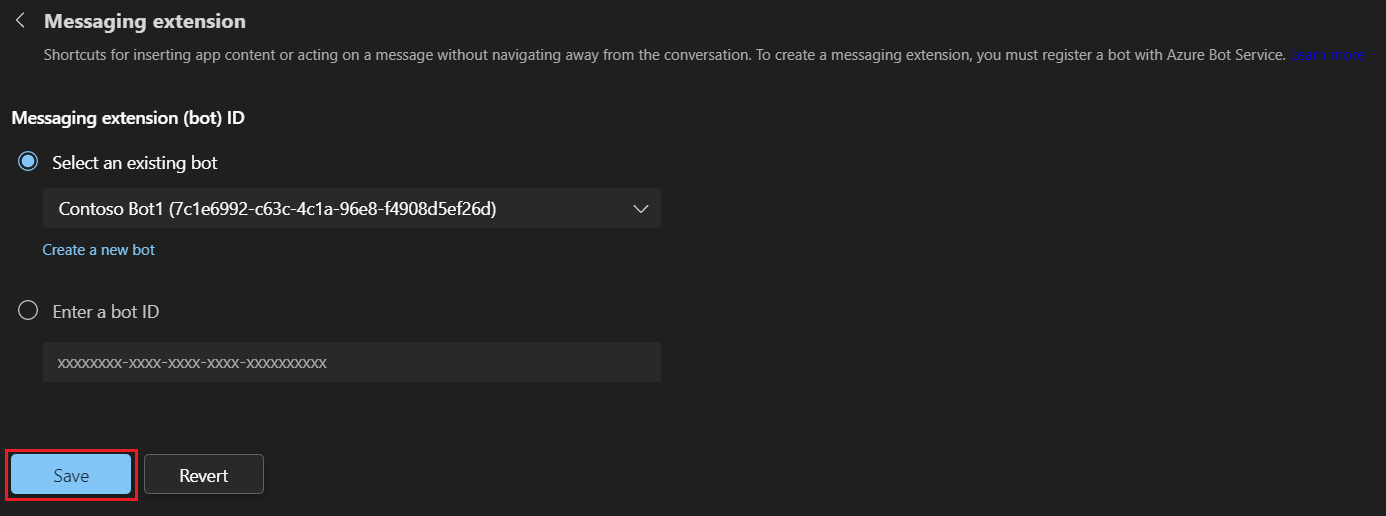 Messaging extension
Shortcuts for inserting app content or acting on a message without navigating away from the conversation. To create a messaging extension, you must register a bot with Azure Bot Service. Learn more
Messaging extension (bot) ID
Select an existing bot
Contoso Bot1 (7c1e6992-c63c-4c1a-96e8-f4908d5ef26d)
Create a new bot
Enter a bot ID
xxxxxxxx-xxxx-xxxx-xxxx-xxxxxxxxxx
Save Revert